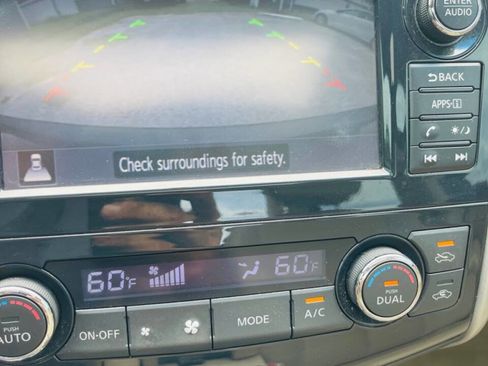 ENTER
AUDIO
BACK
APPS·i
Check surroundings for safety.
60°F
60°F
PUSH
AUTO
ON·OFF
MODE
A/C
PUSH
DUAL